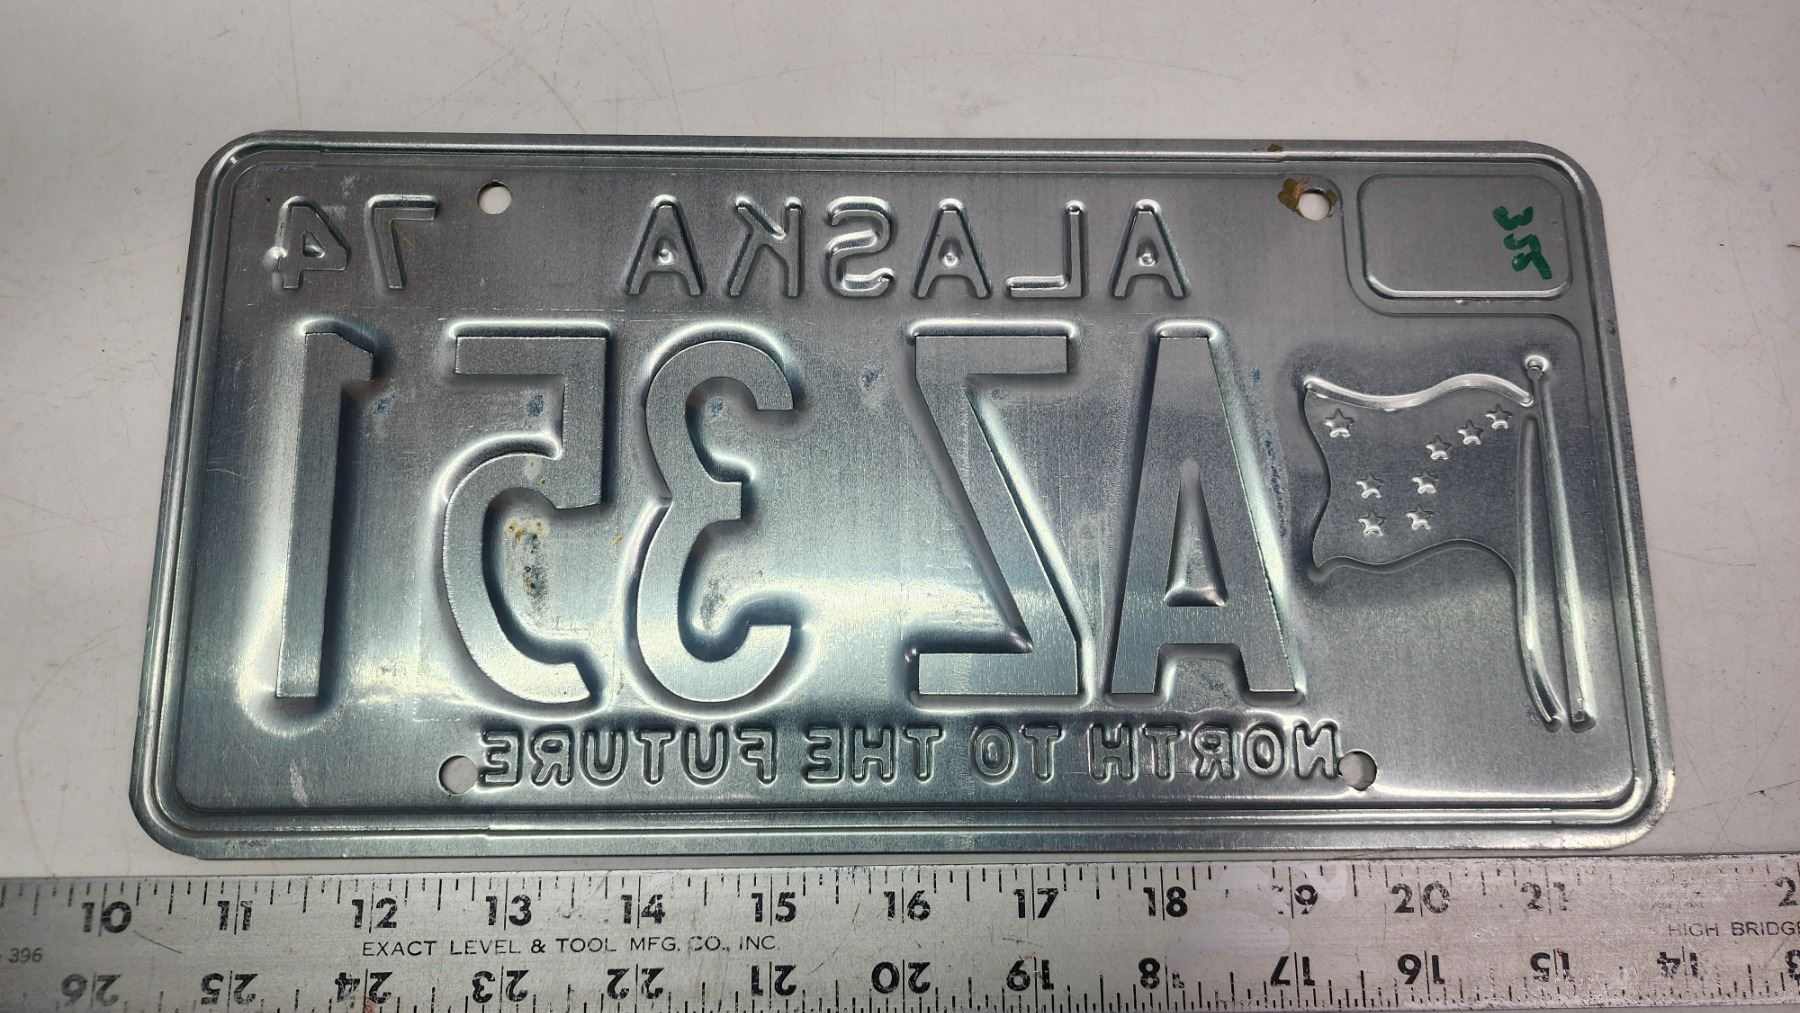 ALASKA 74
355
AZ 351
NORTH TO THE FUTURE
10 11 12 13 14 15 16 17 18 19 20 21
EXACT LEVEL & TOOL MFG. CO., INC. HIGH BRIDGE
396
26 25 24 23 22 21 20 19 18 17 16 15 14